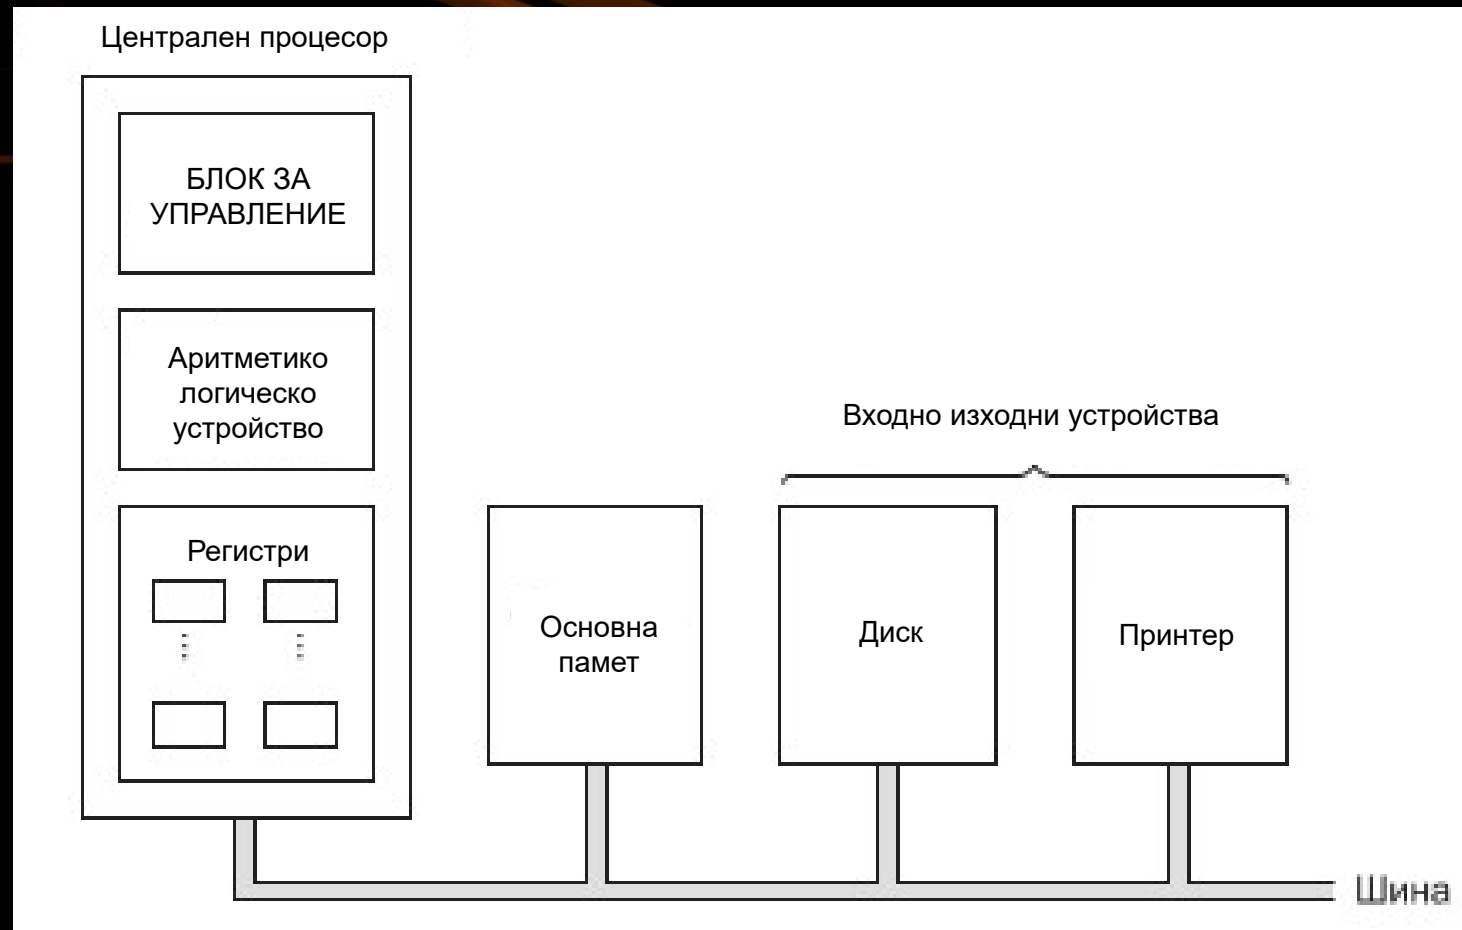 Централен процесор
БЛОК ЗА
УПРАВЛЕНИЕ
Аритметико
логическо
устройство
Регистри
Основна
памет
Входно изходни устройства
Диск
Принтер
Шина